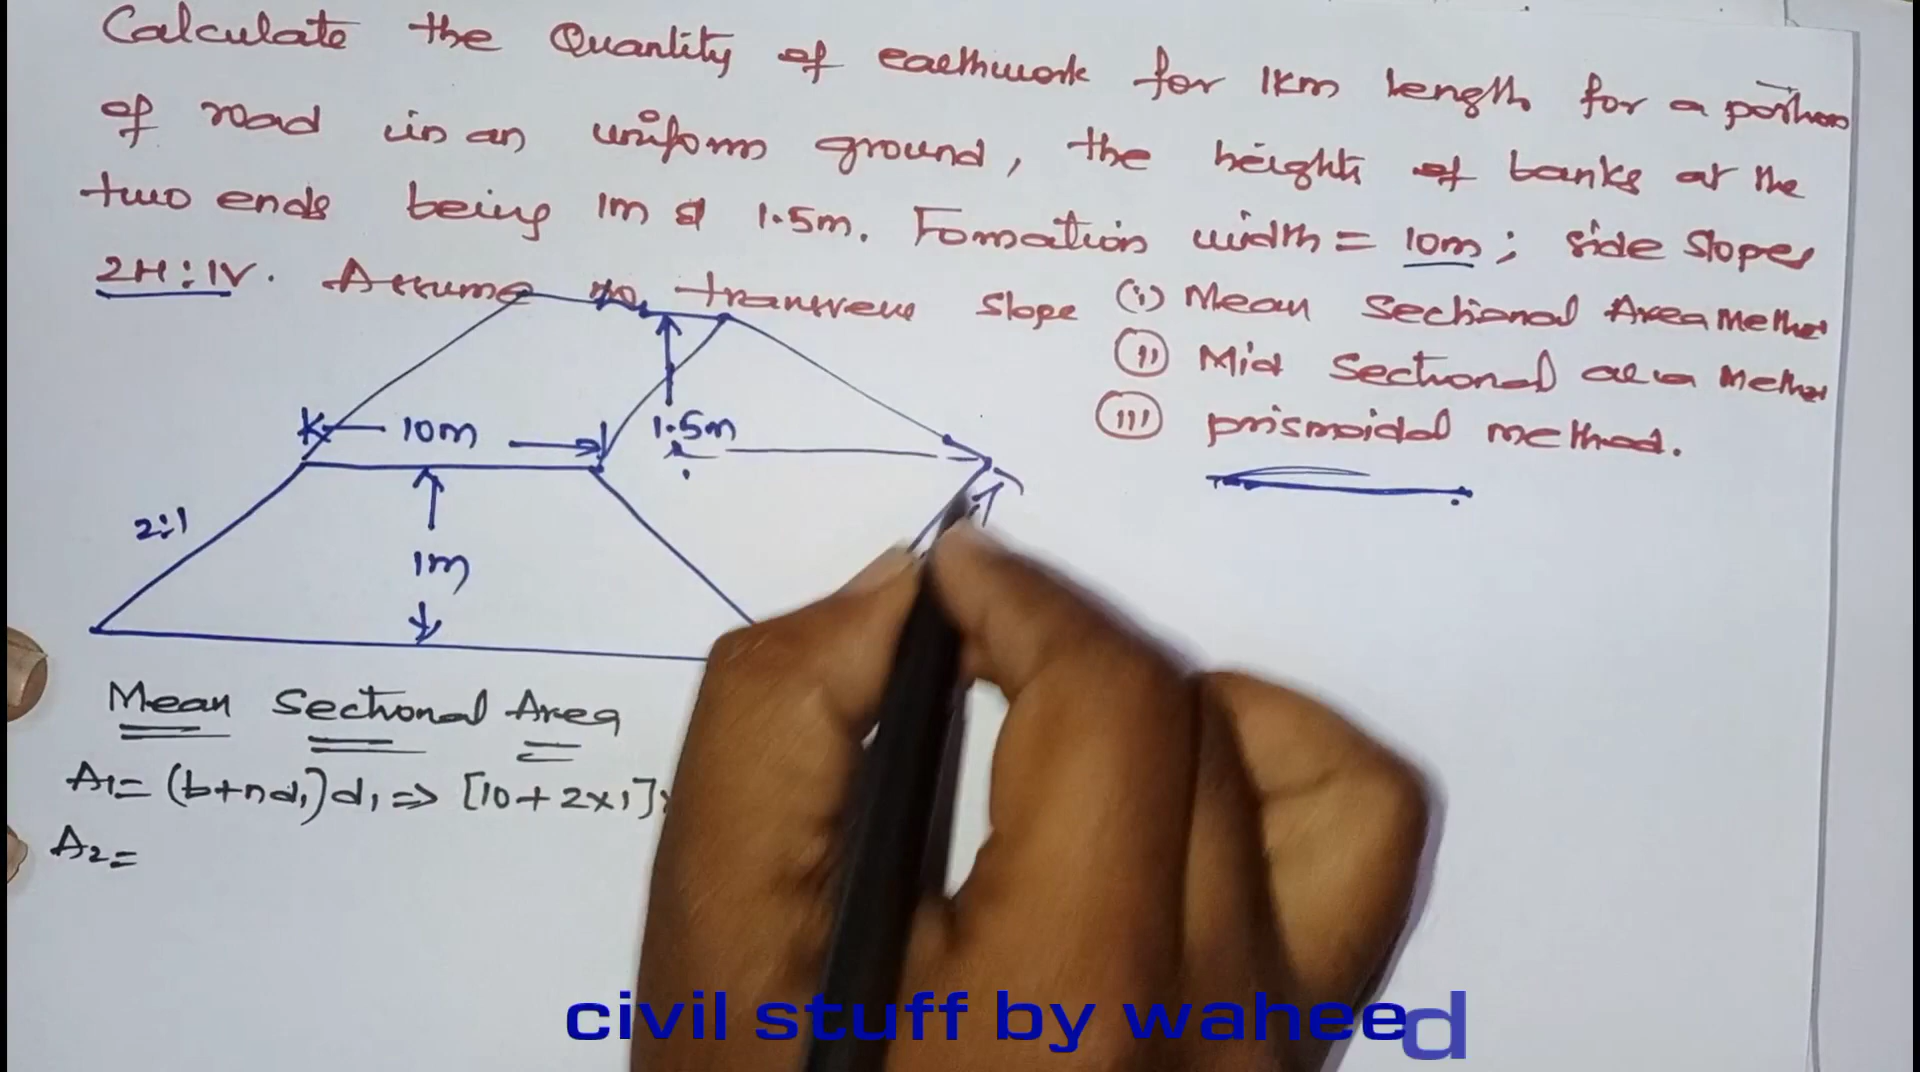 Calculate the Quantity of earthwork for 1km Length for a portion
of road in an uniform ground, the heights of banks at the
two ends being 1m & 1.5m. Formation width = 10m; side slopes
2H:1V. Assume no transverse slope (i) Mean Sectional Area Method
(ii) Mid Sectional area Method
(iii) prismoidal method.
10m
1.5m
2:1
1m
Mean Sectional Area
A1= (b+nd1)d1 => [10+2x1]
A2=
civil stuff by waheed